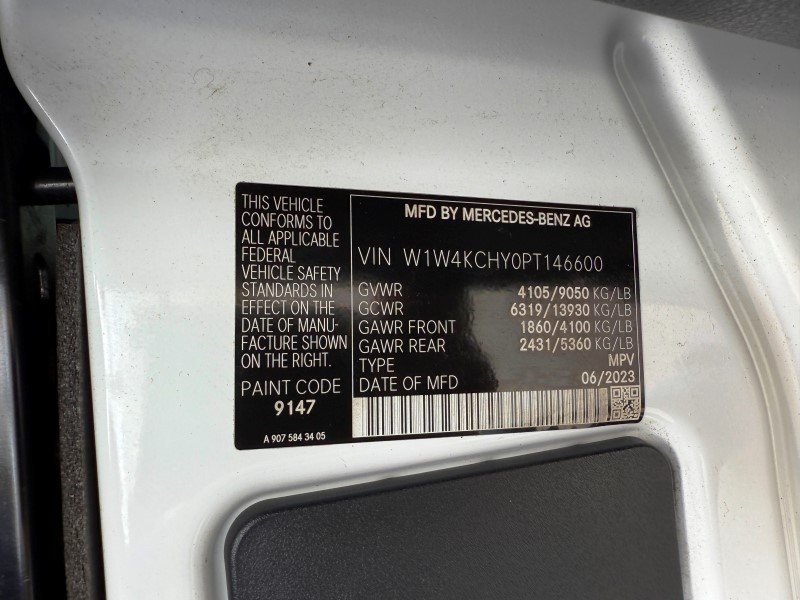 THIS VEHICLE
CONFORMS TO
ALL APPLICABLE
FEDERAL
VEHICLE SAFETY
STANDARDS IN
EFFECT ON THE
DATE OF MANU-
FACTURE SHOWN
ON THE RIGHT.
PAINT CODE
9147
A 907 584 34 05
MFD BY MERCEDES-BENZ AG
VIN W1W4KCHY0PT146600
GVWR 4105/9050 KG/LB
GCWR 6319/13930 KG/LB
GAWR FRONT 1860/4100 KG/LB
GAWR REAR 2431/5360 KG/LB
TYPE MPV
DATE OF MFD 06/2023